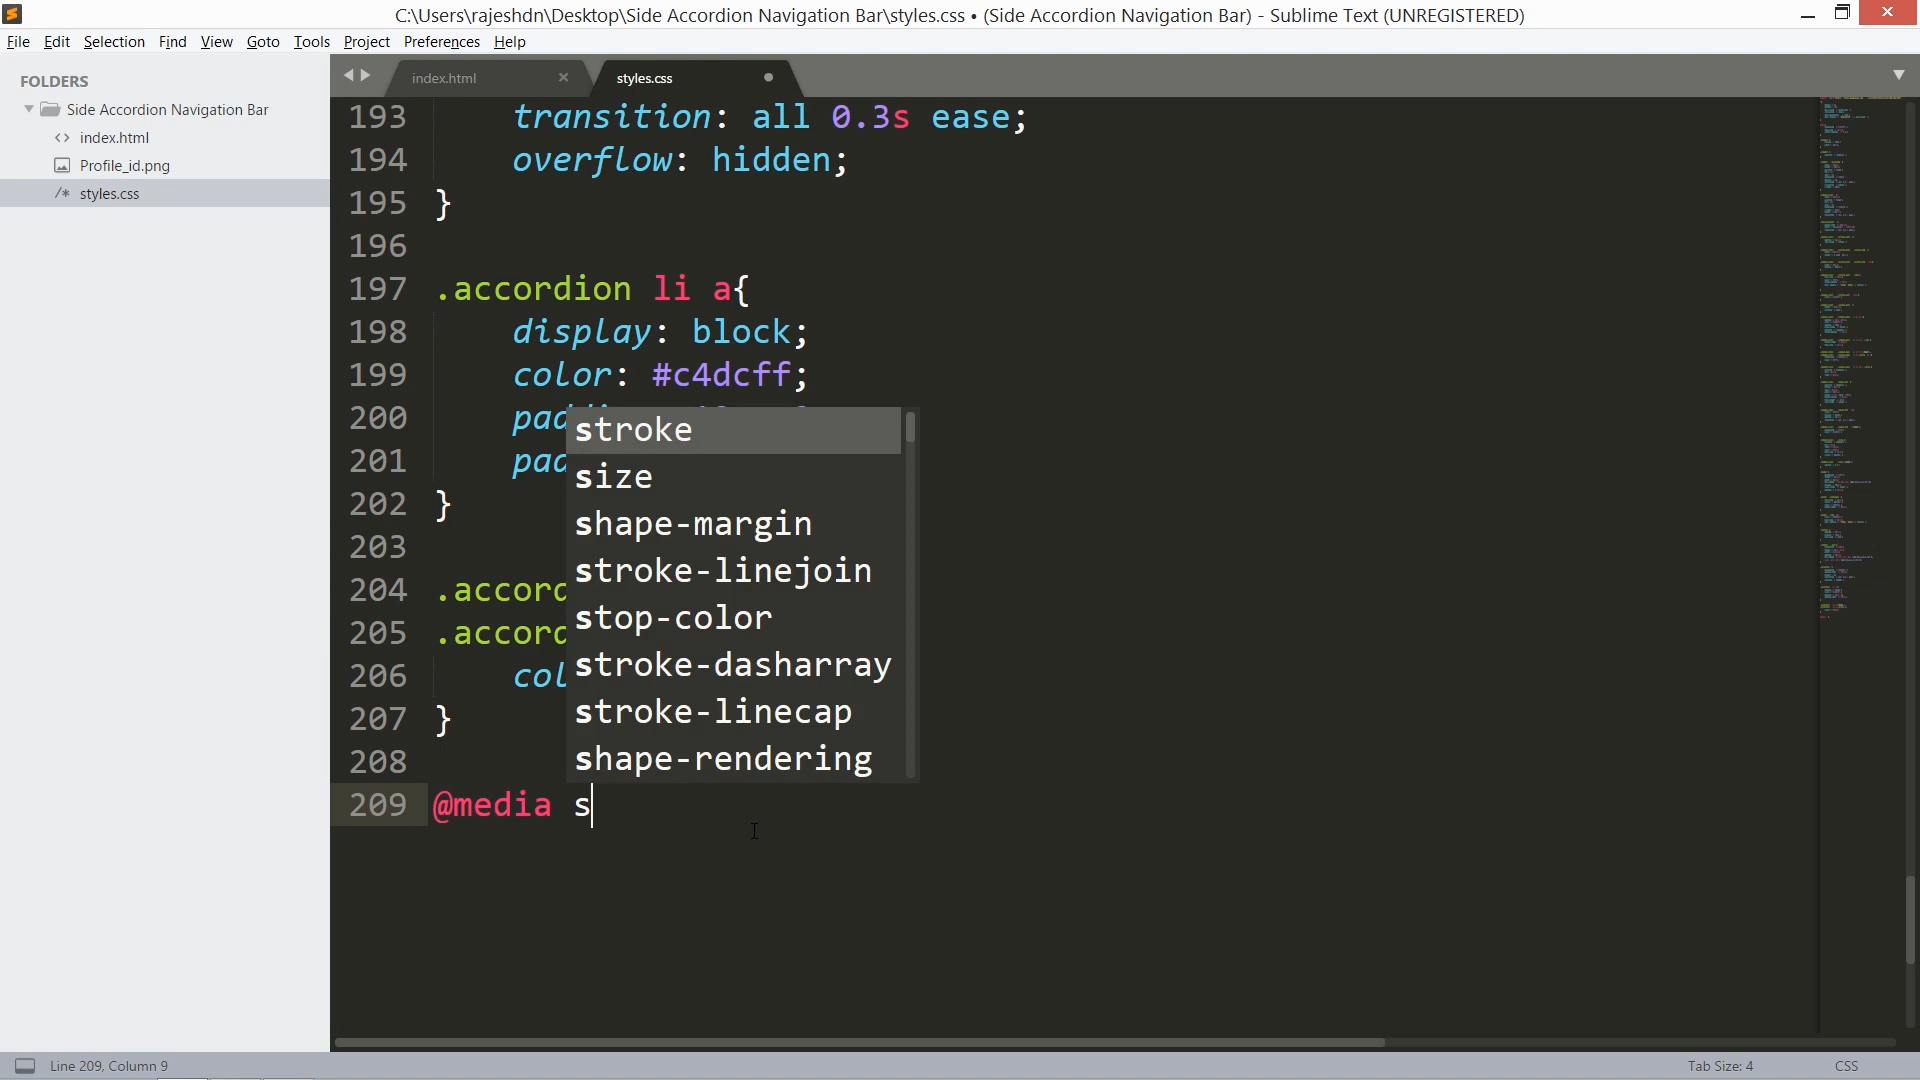 C:\Users\rajeshdn\Desktop\Side Accordion Navigation Bar\styles.css • (Side Accordion Navigation Bar) - Sublime Text (UNREGISTERED)
File Edit Selection Find View Goto Tools Project Preferences Help
FOLDERS
Side Accordion Navigation Bar
index.html
Profile_id.png
styles.css
index.html
styles.css
193 transition: all 0.3s ease;
194 overflow: hidden;
195 }
196
197 .accordion li a{
198 display: block;
199 color: #c4dcff;
200 pad
201 pad
202 }
203
204 .accord
205 .accord
206 col
207 }
208
209 @media s
stroke
size
shape-margin
stroke-linejoin
stop-color
stroke-dasharray
stroke-linecap
shape-rendering
Line 209, Column 9
Tab Size: 4
CSS